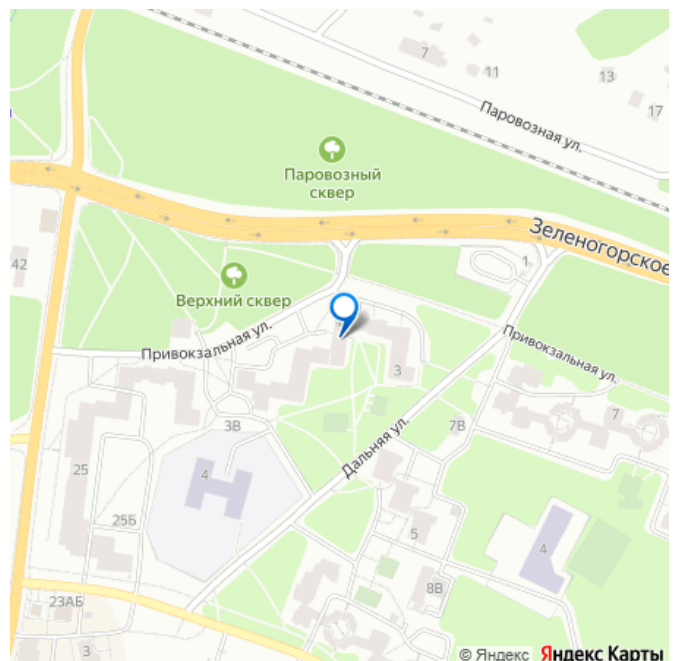 7
11
13
17
Паровозная ул.
Паровозный
сквер
Зеленогорское
42
1
Верхний сквер
Привокзальная ул.
Привокзальная ул.
3
3В
7В
7
Дальняя ул.
25
4
25Б
5
4
8В
23АБ
3
© Яндекс Яндекс Карты